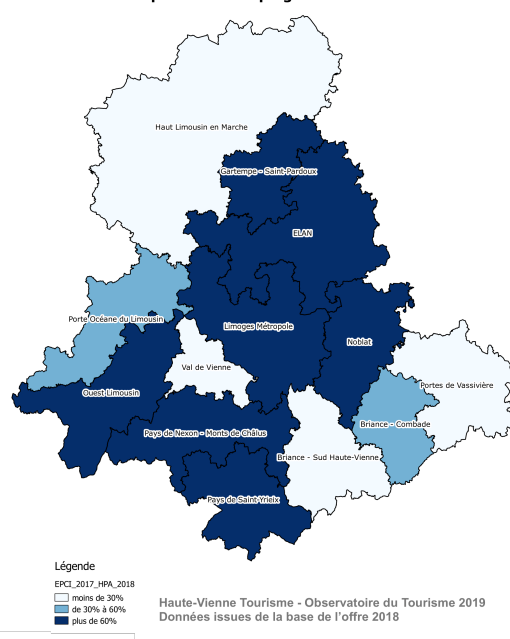 Haut Limousin en Marche
Gartempe - Saint-Pardoux
ELAN
Porte Océane du Limousin
Limoges Métropole
Noblat
Val de Vienne
Portes de Vassivière
Ouest Limousin
Briance - Combade
Pays de Nexon - Monts de Châlus
Briance - Sud Haute-Vienne
Pays de Saint-Yrieix
Légende
EPCI_2017_HPA_2018
moins de 30%
de 30% à 60%
plus de 60%
Haute-Vienne Tourisme - Observatoire du Tourisme 2019
Données issues de la base de l'offre 2018